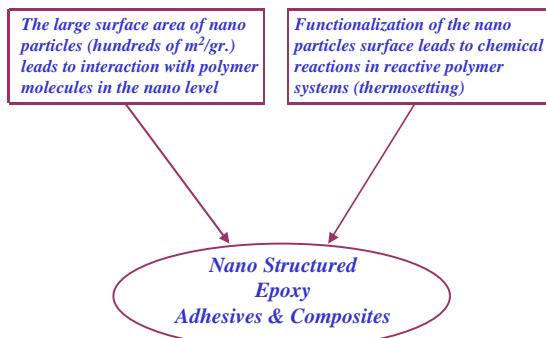 The large surface area of nano
particles (hundreds of m²/gr.)
leads to interaction with polymer
molecules in the nano level
Functionalization of the nano
particles surface leads to chemical
reactions in reactive polymer
systems (thermosetting)
Nano Structured
Epoxy
Adhesives & Composites